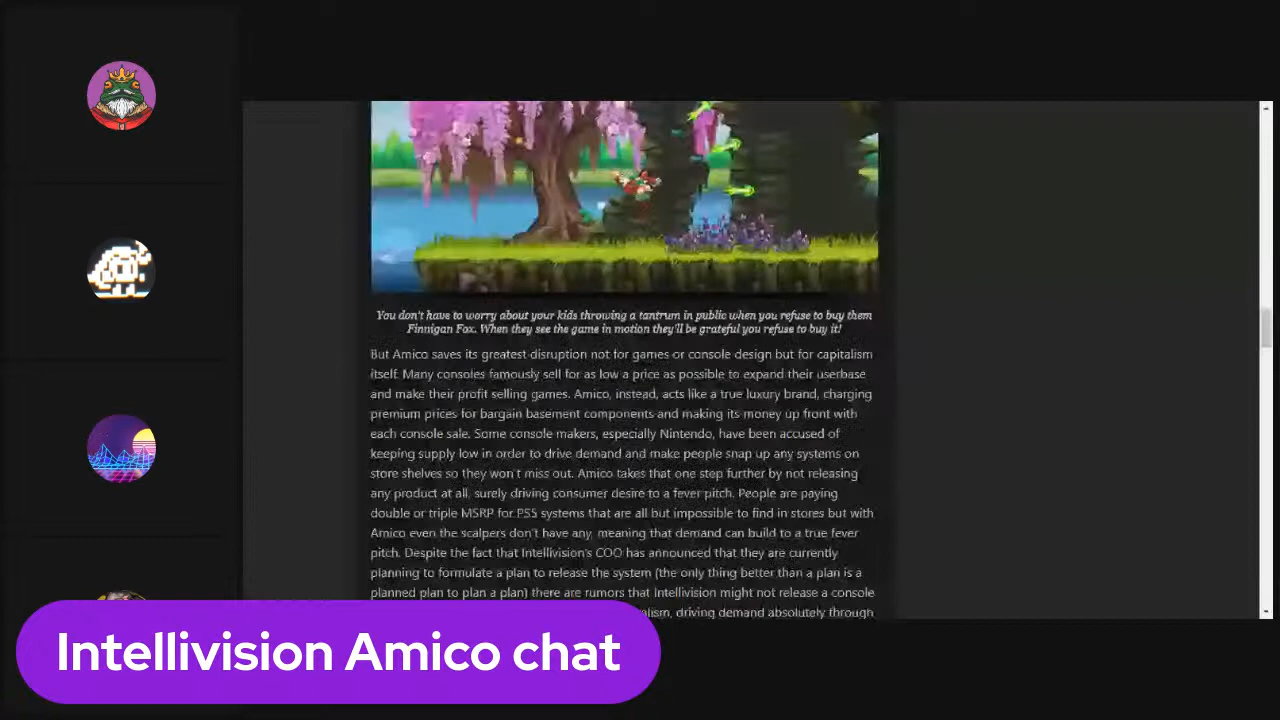 You don't have to worry about your kids throwing a tantrum in public when you refuse to buy them
Finnigan Fox. When they see the game in motion they'll be grateful you refuse to buy it!
But Amico saves its greatest disruption not for games or console design but for capitalism
itself. Many consoles famously sell for as low a price as possible to expand their userbase
and make their profit selling games. Amico, instead, acts like a true luxury brand, charging
premium prices for bargain basement components and making its money up front with
each console sale. Some console makers, especially Nintendo, have been accused of
keeping supply low in order to drive demand and make people snap up any systems on
store shelves so they won't miss out. Amico takes that one step further by not releasing
any product at all, surely driving consumer desire to a fever pitch. People are paying
double or triple MSRP for PS5 systems that are all but impossible to find in stores but with
Amico even the scalpers don't have any, meaning that demand can build to a true fever
pitch. Despite the fact that Intellivision's COO has announced that they are currently
planning to formulate a plan to release the system (the only thing better than a plan is a
planned plan to plan a plan) there are rumors that Intellivision might not release a console
alism, driving demand absolutely through
Intellivision Amico chat